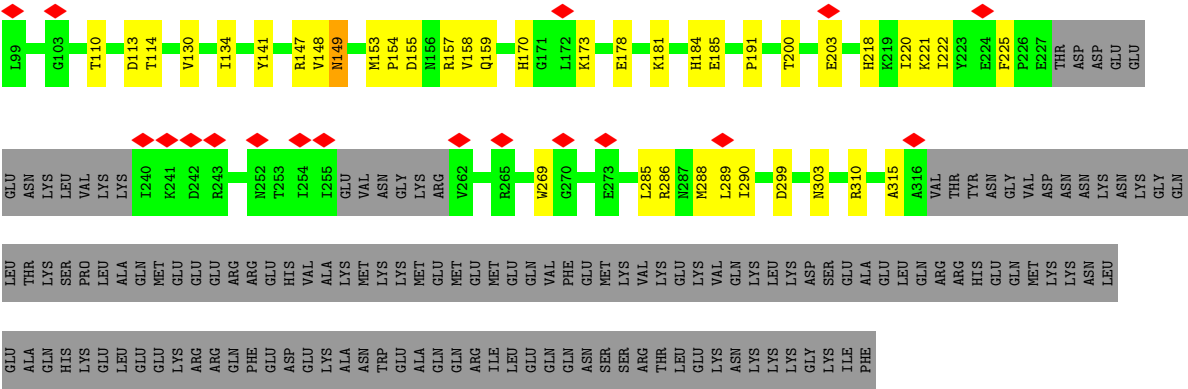 L99 G103 T110 D113 T114 V130 I134 Y141 R147 V148 N149 M153 P154 D155 N156 R157 V158 Q159 H170 G171 L172 K173 E178 K181 H184 E185 P191 T200 E203 H218 K219 I220 K221 I222 Y223 E224 F225 P226 E227 THR ASP ASP GLU GLU
GLU ASN LYS LEU VAL LYS LYS I240 K241 D242 R243 N252 T253 I254 I255 GLU VAL ASN GLY LYS ARG V262 R265 G270 W269 E273 L285 R286 N287 M288 L289 I290 D299 N303 R310 A315 A316 VAL THR TYR ASN GLY VAL ASP ASN ASN LYS ASN LYS GLY GLN
LEU THR LYS SER PRO LEU ALA GLN MET GLU GLU GLU ARG ARG GLU HIS VAL ALA LYS MET LYS LYS MET GLU MET GLU MET GLU GLN VAL PHE GLU MET LYS VAL LYS GLU LYS VAL GLN LYS LEU LYS ASP SER GLU ALA GLU LEU GLN ARG ARG HIS GLU GLN MET LYS LYS ASN LEU
GLU ALA GLN HIS LYS GLU LEU GLU GLU LYS ARG ARG GLN PHE GLU ASP GLU LYS ALA ASN TRP GLU ALA GLN GLN ARG ILE LEU GLU GLN GLN ASN SER SER ARG THR LEU GLU LYS ASN LYS LYS LYS GLY LYS ILE PHE